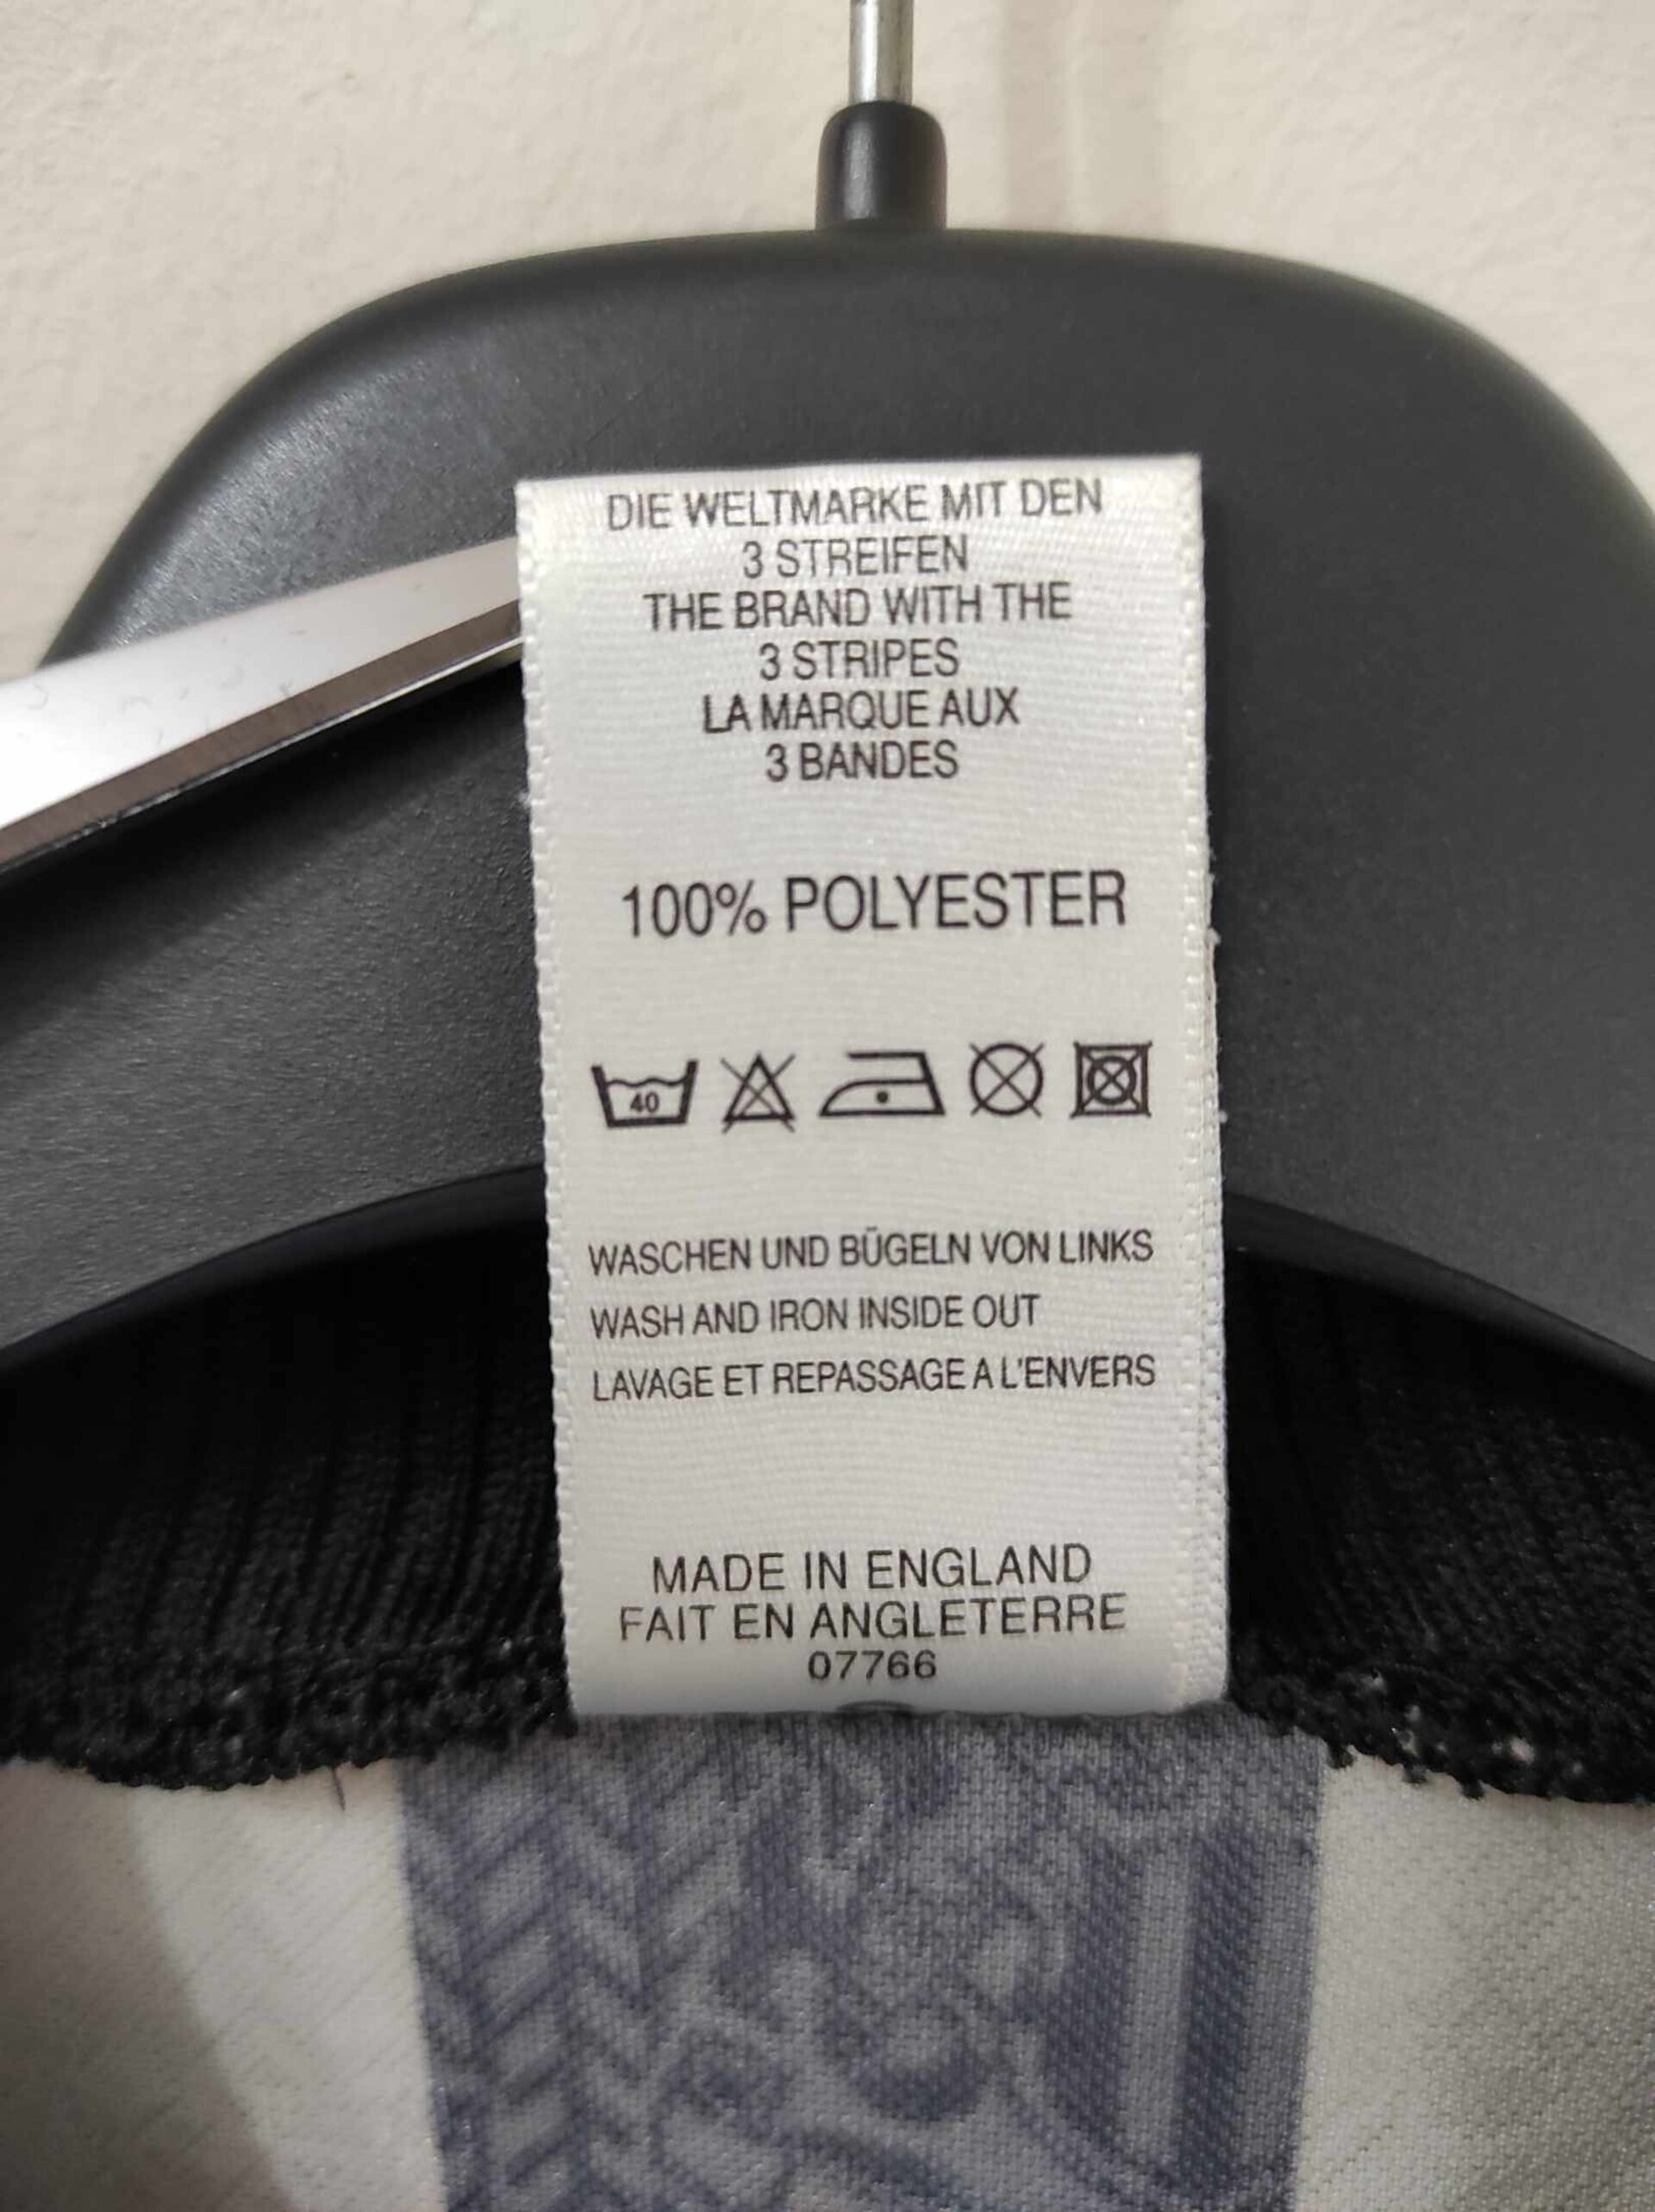 DIE WELTMARKE MIT DEN
3 STREIFEN
THE BRAND WITH THE
3 STRIPES
LA MARQUE AUX
3 BANDES
100% POLYESTER
40
WASCHEN UND BÜGELN VON LINKS
WASH AND IRON INSIDE OUT
LAVAGE ET REPASSAGE A L'ENVERS
MADE IN ENGLAND
FAIT EN ANGLETERRE
07766